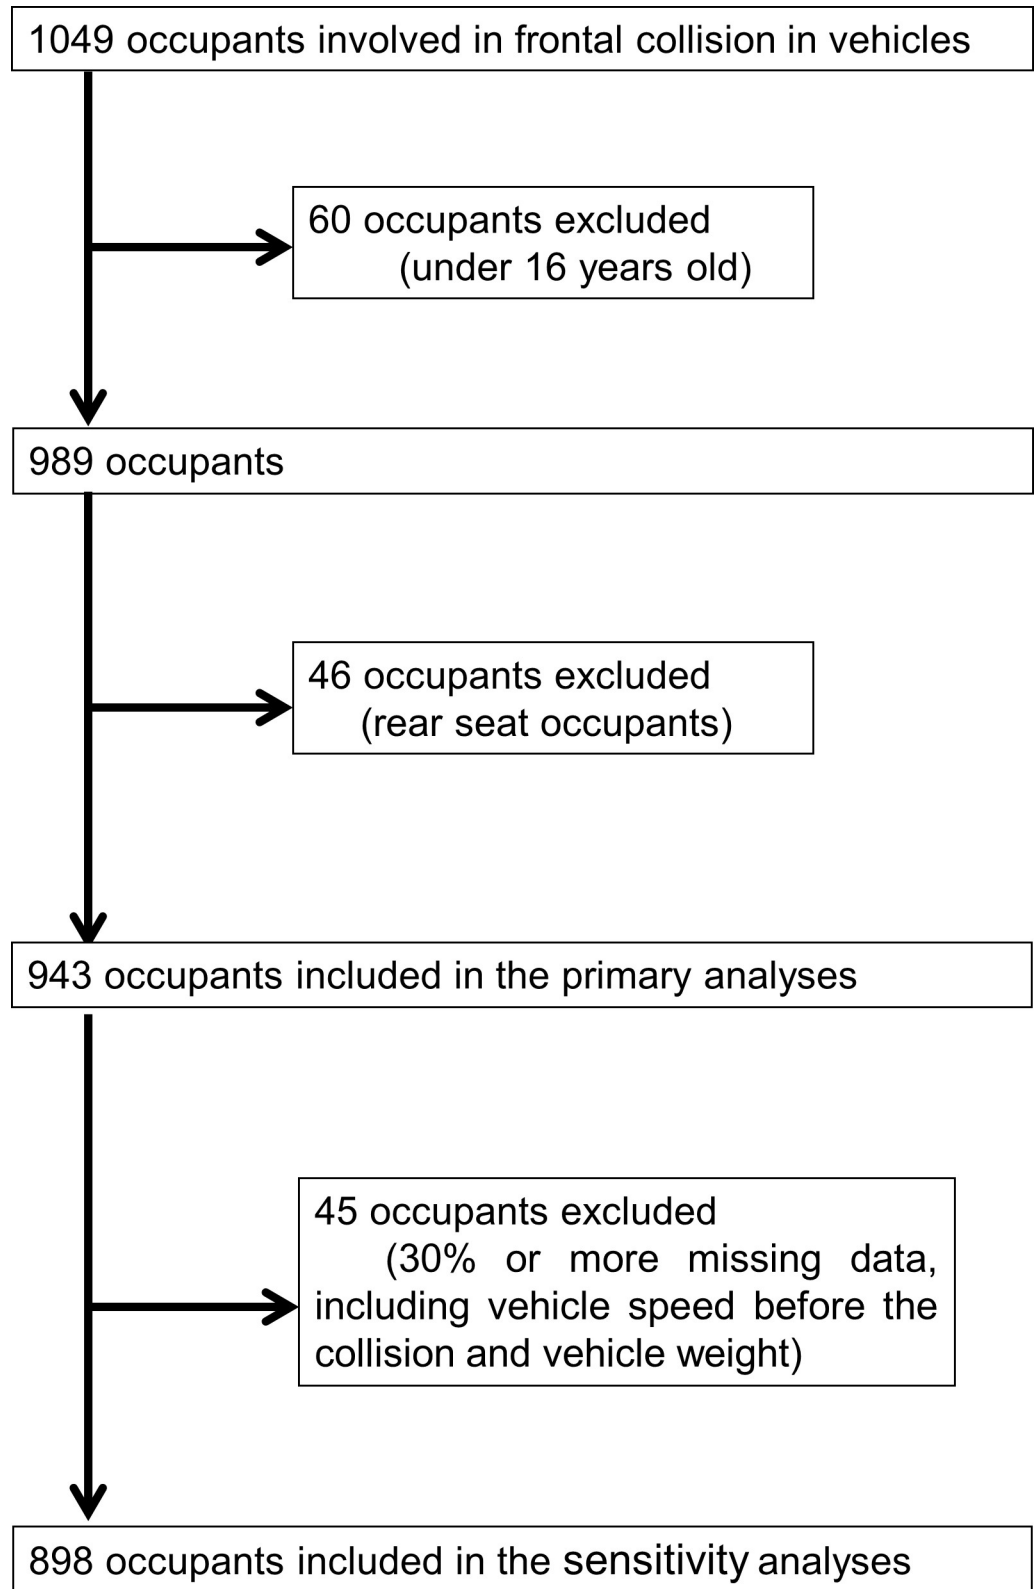 1049 occupants involved in frontal collision in vehicles
60 occupants excluded
(under 16 years old)
989 occupants
46 occupants excluded
(rear seat occupants)
943 occupants included in the primary analyses
45 occupants excluded
(30% or more missing data,
including vehicle speed before the
collision and vehicle weight)
898 occupants included in the sensitivity analyses